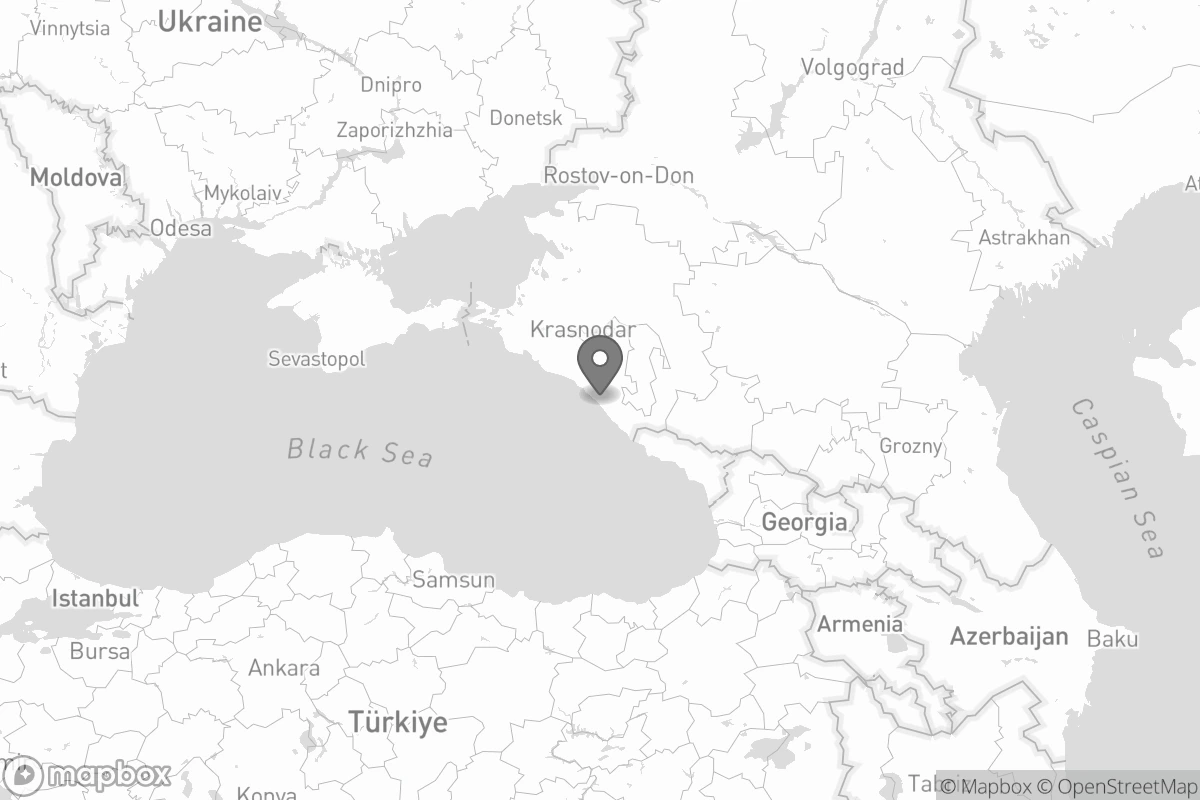 Ukraine
Vinnytsia
Dnipro
Volgograd
Donetsk
Zaporizhzhia
Moldova
Rostov-on-Don
Mykolaiv
Odesa
Astrakhan
Krasnodar
Sevastopol
Black Sea
Grozny
Caspian Sea
Georgia
Samsun
Istanbul
Armenia
Azerbaijan
Baku
Bursa
Ankara
Türkiye
mapbox
Konya
© Mapbox © OpenStreetMap